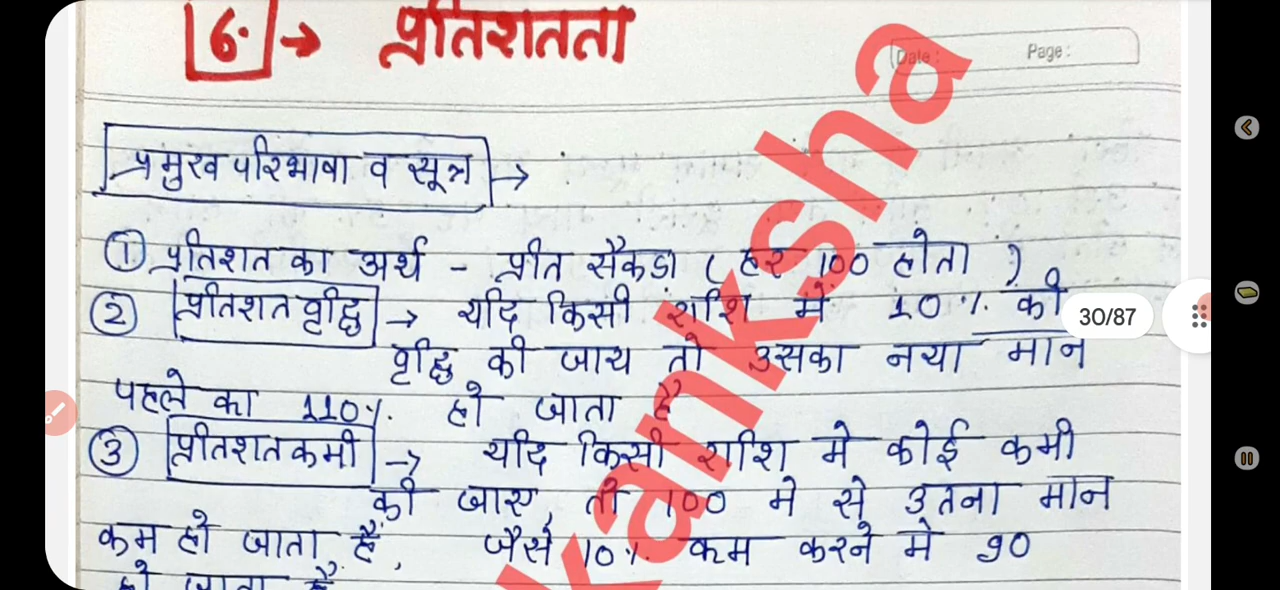 6. → प्रतिशतता
Date : Page :
प्रमुख परिभाषा व सूत्र →
① प्रतिशत का अर्थ - प्रति सैकडा ( हर 100 होता )
② प्रतिशत वृद्धि → यदि किसी राशि में 10 % की
30/87
वृद्धि की जाय तो उसका नया मान
पहले का 110 % हो जाता है
③ प्रतिशत कमी → यदि किसी राशि मे कोई कमी
की जाए, तो 100 मे से उतना मान
कम हो जाता है, जैसे 10 % कम करने मे 90
हो जाता है
kanksha